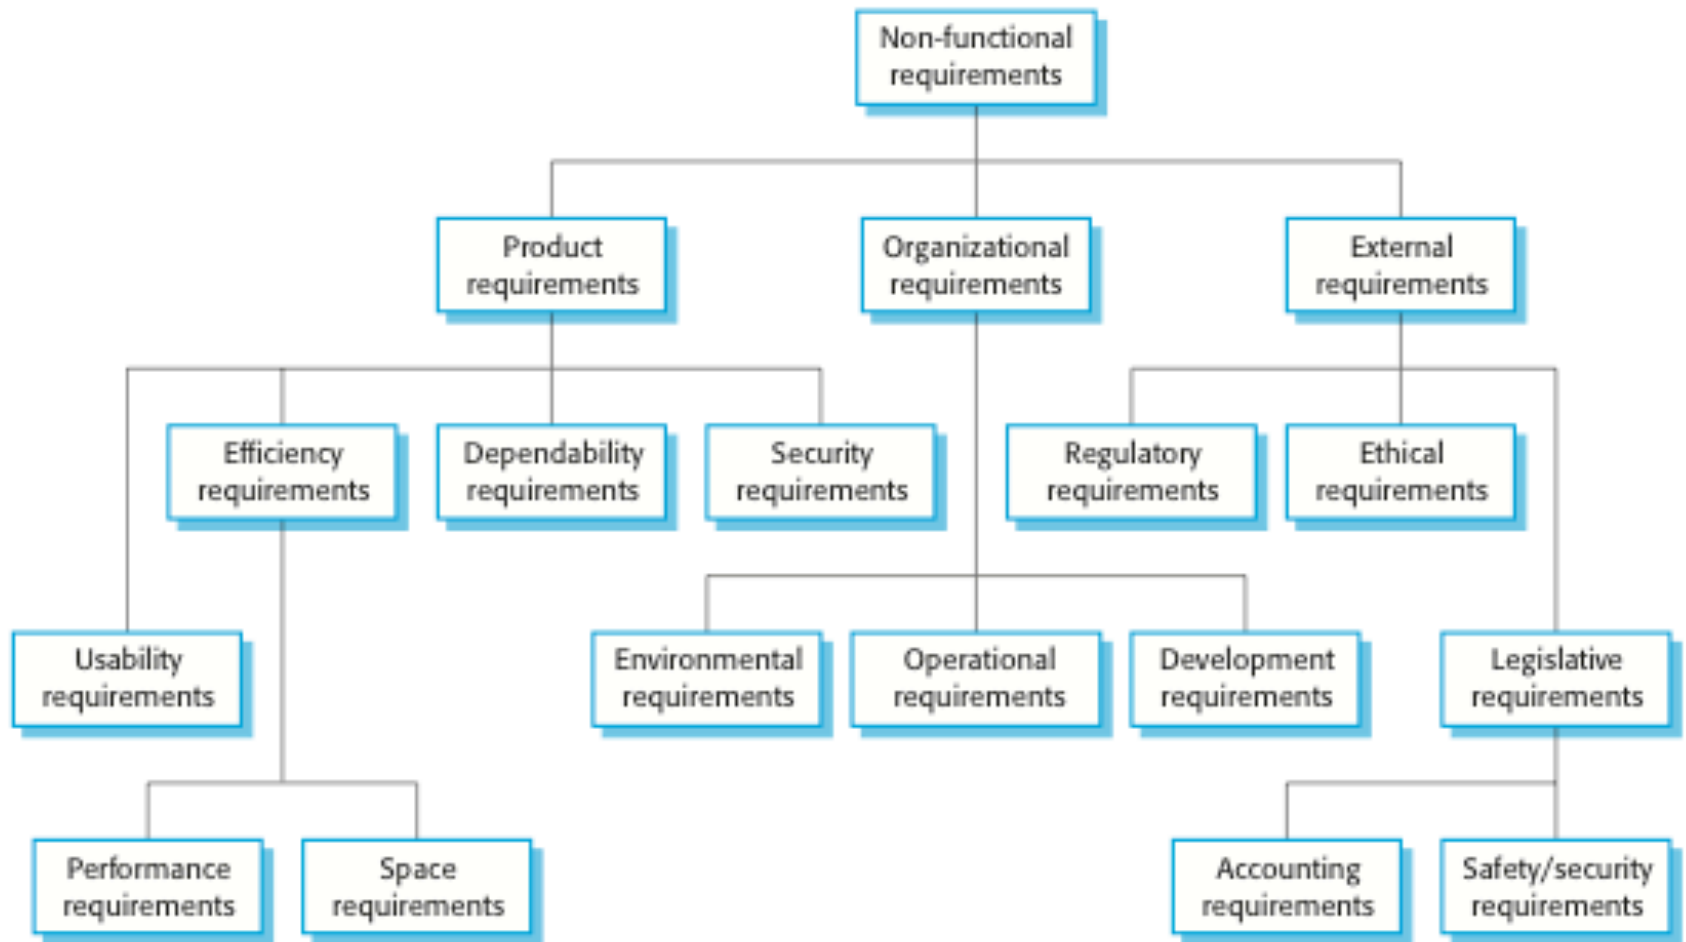 Non-functional
requirements
Product
requirements
Organizational
requirements
External
requirements
Efficiency
requirements
Dependability
requirements
Security
requirements
Regulatory
requirements
Ethical
requirements
Usability
requirements
Environmental
requirements
Operational
requirements
Development
requirements
Legislative
requirements
Performance
requirements
Space
requirements
Accounting
requirements
Safety/security
requirements